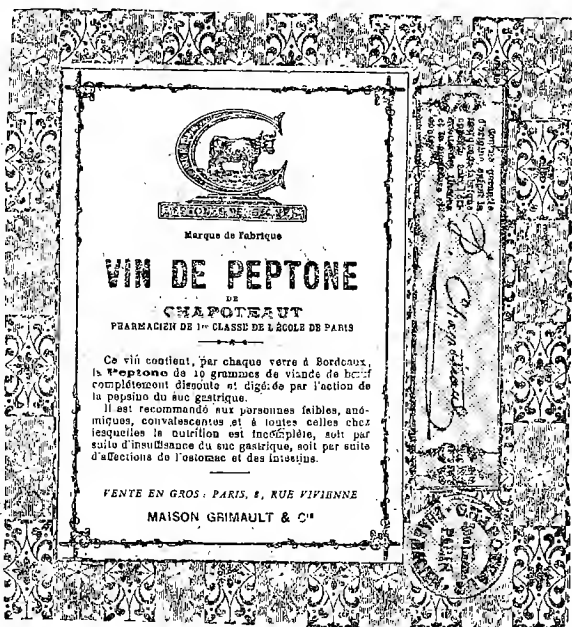 Marque de Fabrique
VIN DE PEPTONE
DE
CHAPOTEAUT
PHARMACIEN DE 1re CLASSE DE L'ÉCOLE DE PARIS
Ce vin contient, par chaque verre à Bordeaux,
la Peptone de 10 grammes de viande de bœuf
complétement dissoute et digérée par l'action de
la pepsine du suc gastrique.
Il est recommandé aux personnes faibles, ané-
miques, convalescentes et à toutes celles chez
lesquelles la nutrition est incomplète, soit par
suite d'insuffisance du suc gastrique, soit par suite
d'affections de l'estomac et des intestins.
VENTE EN GROS : PARIS, 8, RUE VIVIENNE
MAISON GRIMAULT & Cie
Chapoteaut
PARIS